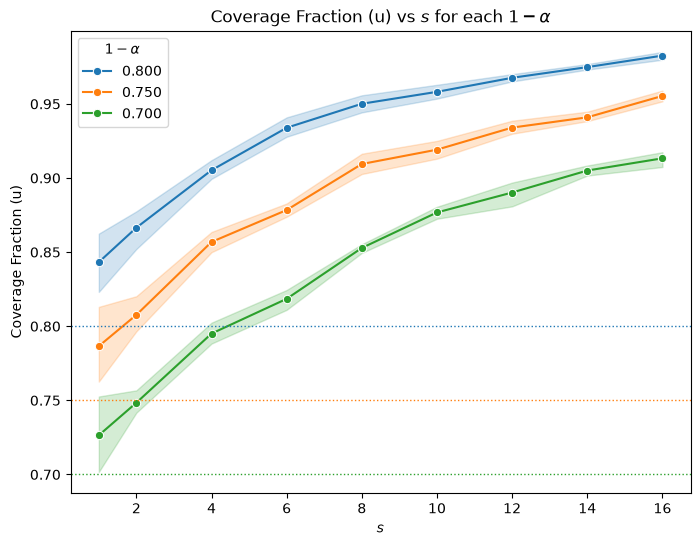 Coverage Fraction (u) vs s for each 1 − α
1 − α
0.800
0.750
0.700
Coverage Fraction (u)
0.95
0.90
0.85
0.80
0.75
0.70
2 4 6 8 10 12 14 16
s